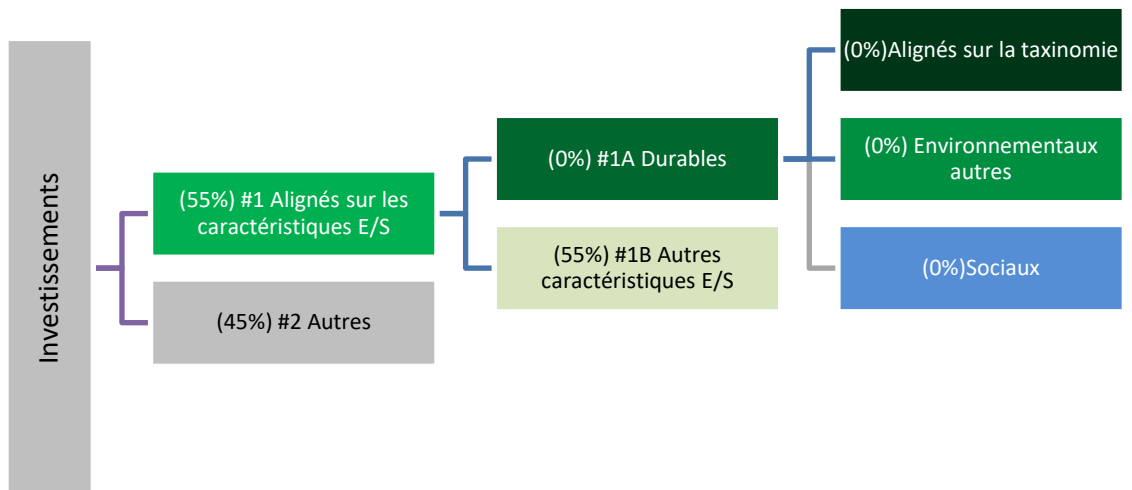 Investissements
(55%) #1 Alignés sur les
caractéristiques E/S
(45%) #2 Autres
(0%) #1A Durables
(55%) #1B Autres
caractéristiques E/S
(0%)Alignés sur la taxinomie
(0%) Environnementaux
autres
(0%)Sociaux